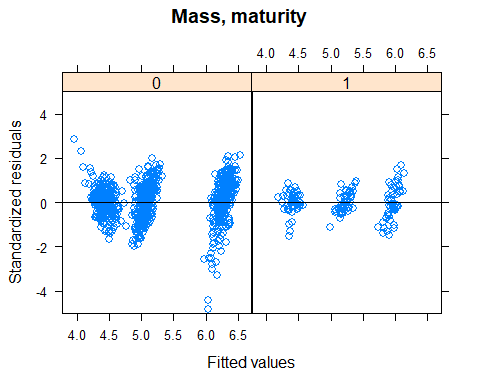 Mass, maturity
4.0 4.5 5.0 5.5 6.0 6.5
0 1
4
2
0
-2
-4
Standardized residuals
4.0 4.5 5.0 5.5 6.0 6.5
Fitted values